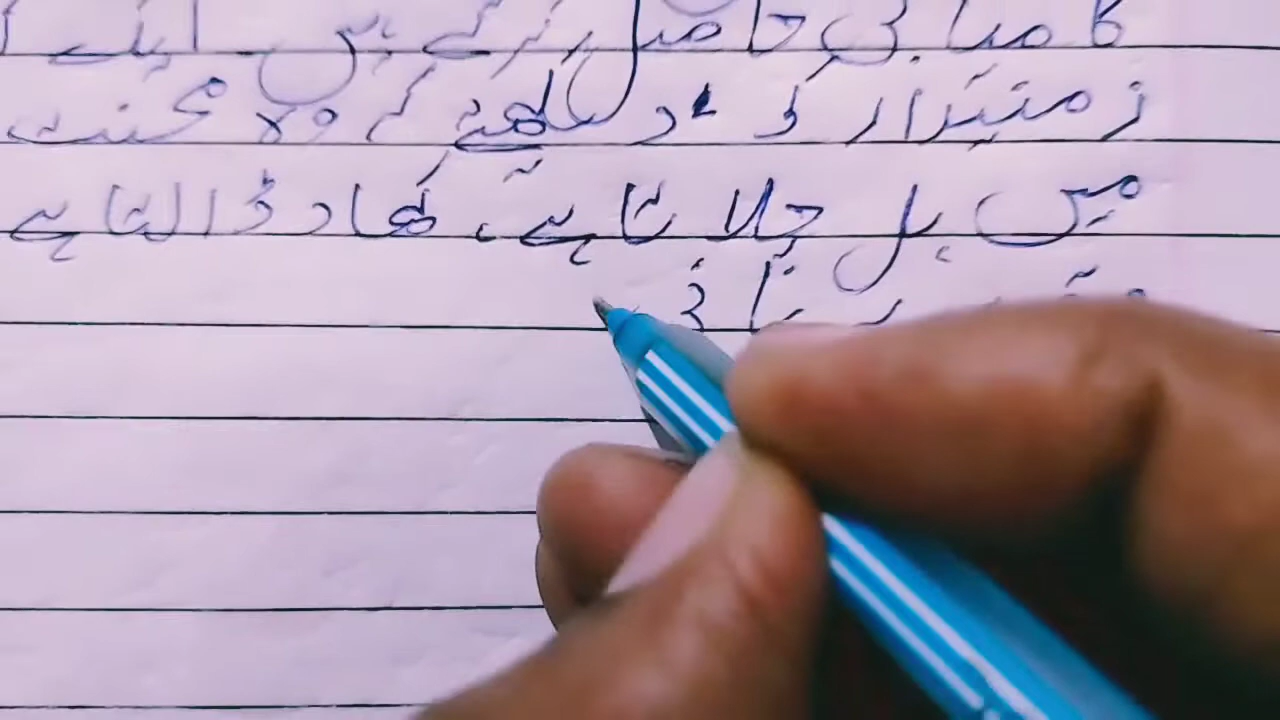 کامیابی حاصل کرتے ہیں۔ ایک
زمیندار کو دیکھیے کہ وہ محنت
میں ہل چلاتا ہے، کھاد ڈالتا ہے